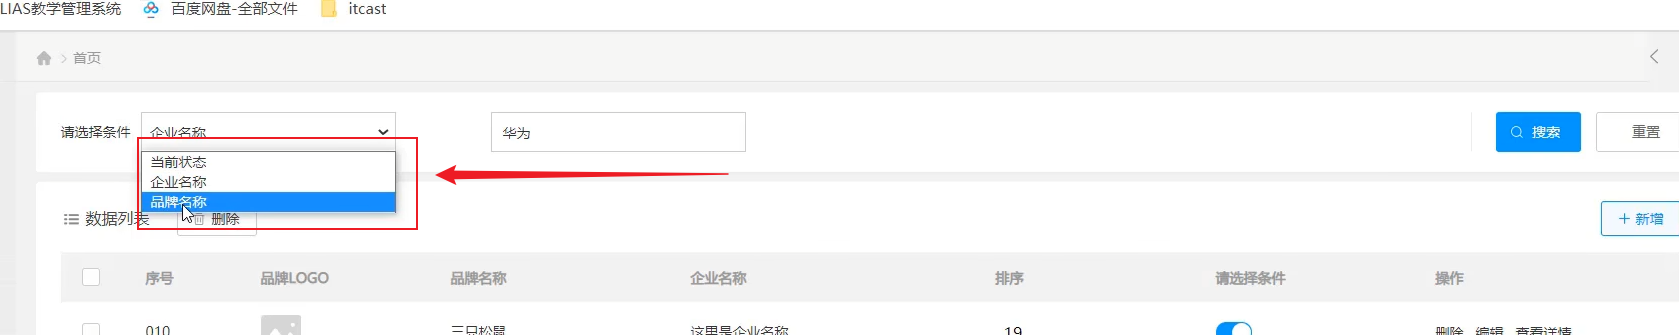 LIAS教学管理系统 百度网盘-全部文件 itcast
首页
请选择条件 企业名称 华为 搜索 重置
当前状态
企业名称
品牌名称
数据列表 删除 新增
序号 品牌LOGO 品牌名称 企业名称 排序 请选择条件 操作
010 三只松鼠 这里是企业名称 19 删除 编辑 查看详情